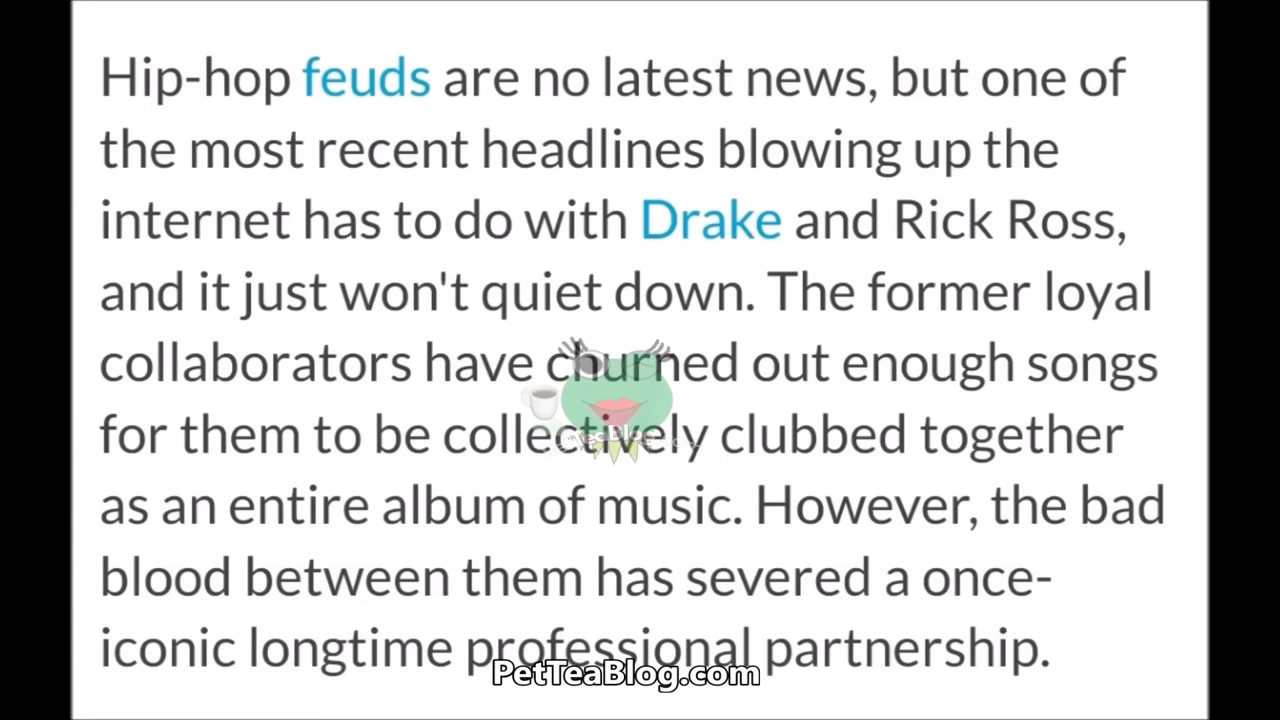 Hip-hop feuds are no latest news, but one of
the most recent headlines blowing up the
internet has to do with Drake and Rick Ross,
and it just won't quiet down. The former loyal
collaborators have churned out enough songs
for them to be collectively clubbed together
as an entire album of music. However, the bad
blood between them has severed a once-
iconic longtime professional partnership.
PetTeaBlog.com